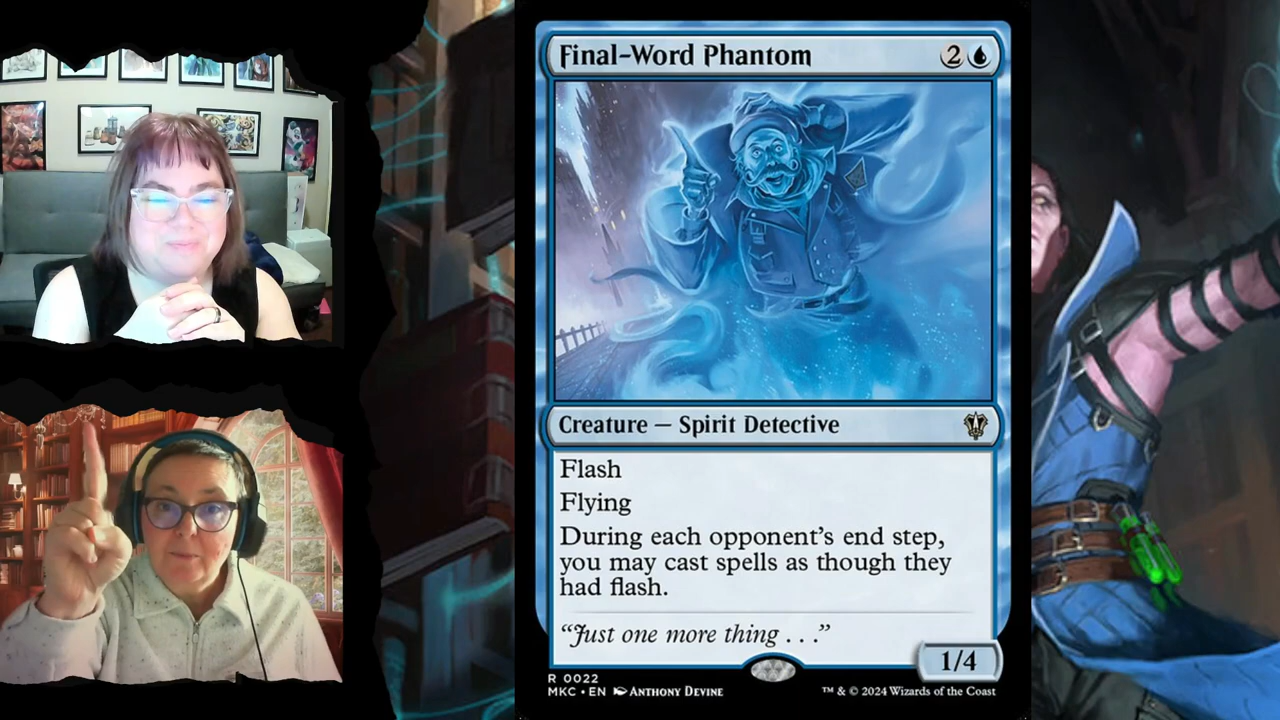 Final-Word Phantom
2
Creature — Spirit Detective
Flash
Flying
During each opponent's end step,
you may cast spells as though they
had flash.
“Just one more thing . . .”
1/4
R 0022
MKC • EN Anthony Devine
™ & © 2024 Wizards of the Coast